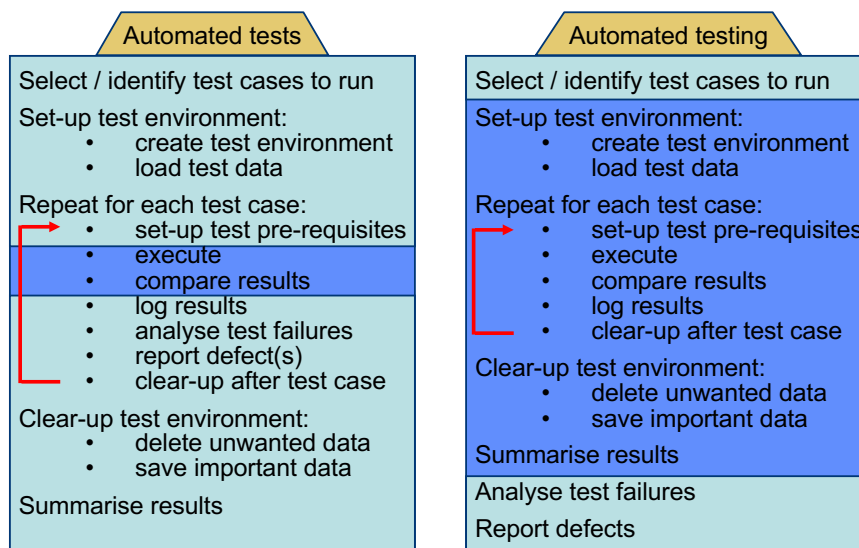 Automated tests
Select / identify test cases to run
Set-up test environment:
• create test environment
• load test data
Repeat for each test case:
• set-up test pre-requisites
• execute
• compare results
• log results
• analyse test failures
• report defect(s)
• clear-up after test case
Clear-up test environment:
• delete unwanted data
• save important data
Summarise results
Automated testing
Select / identify test cases to run
Set-up test environment:
• create test environment
• load test data
Repeat for each test case:
• set-up test pre-requisites
• execute
• compare results
• log results
• clear-up after test case
Clear-up test environment:
• delete unwanted data
• save important data
Summarise results
Analyse test failures
Report defects